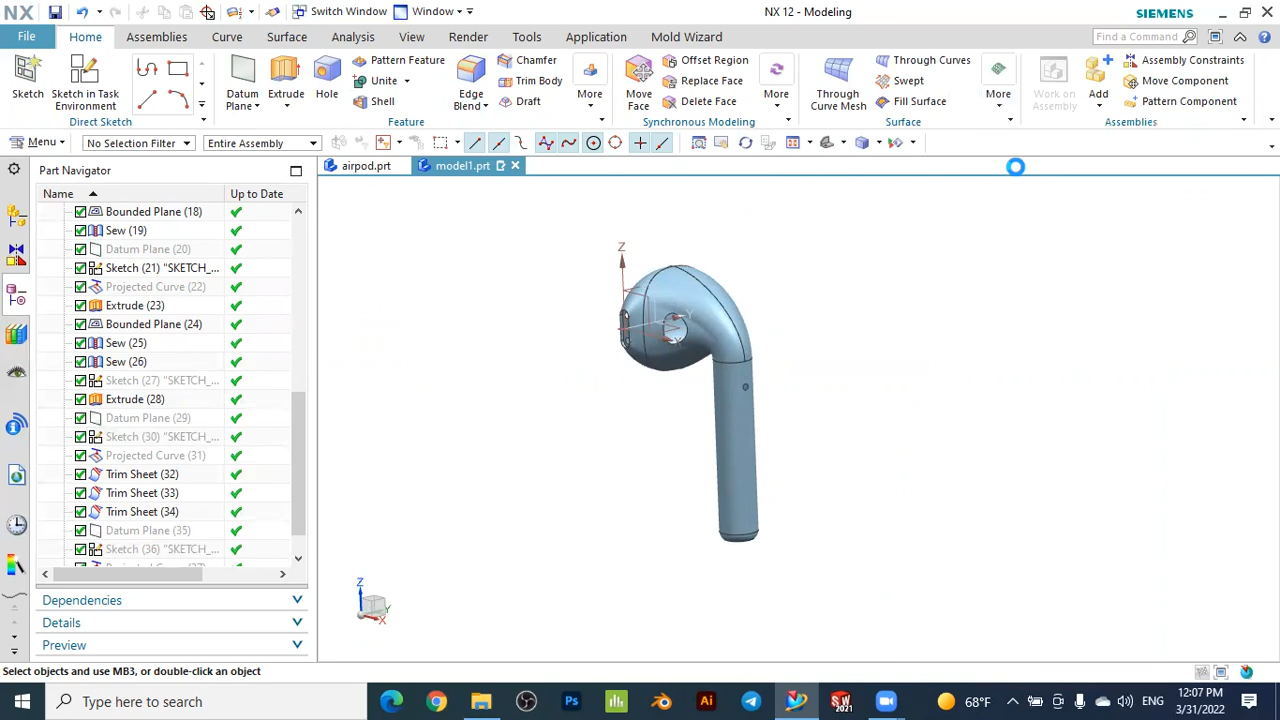 NX
Switch Window
Window
NX 12 - Modeling
SIEMENS
File
Home
Assemblies
Curve
Surface
Analysis
View
Render
Tools
Application
Mold Wizard
Find a Command
Sketch
Sketch in Task Environment
Direct Sketch
Datum Plane
Extrude
Hole
Pattern Feature
Unite
Shell
Edge Blend
Chamfer
Trim Body
Draft
More
Feature
Move Face
Offset Region
Replace Face
Delete Face
More
Synchronous Modeling
Through Curve Mesh
Through Curves
Swept
Fill Surface
More
Surface
Work on Assembly
Add
Assembly Constraints
Move Component
Pattern Component
Assemblies
Menu
No Selection Filter
Entire Assembly
Part Navigator
airpod.prt
model1.prt
Name
Up to Date
Bounded Plane (18)
Sew (19)
Datum Plane (20)
Sketch (21) "SKETCH_...
Projected Curve (22)
Extrude (23)
Bounded Plane (24)
Sew (25)
Sew (26)
Sketch (27) "SKETCH_...
Extrude (28)
Datum Plane (29)
Sketch (30) "SKETCH_...
Projected Curve (31)
Trim Sheet (32)
Trim Sheet (33)
Trim Sheet (34)
Datum Plane (35)
Sketch (36) "SKETCH_...
Dependencies
Details
Preview
Z
Y
X
Z
Y
X
Select objects and use MB3, or double-click an object
Type here to search
Ps
Ai
SW
2021
68°F
ENG
12:07 PM
3/31/2022